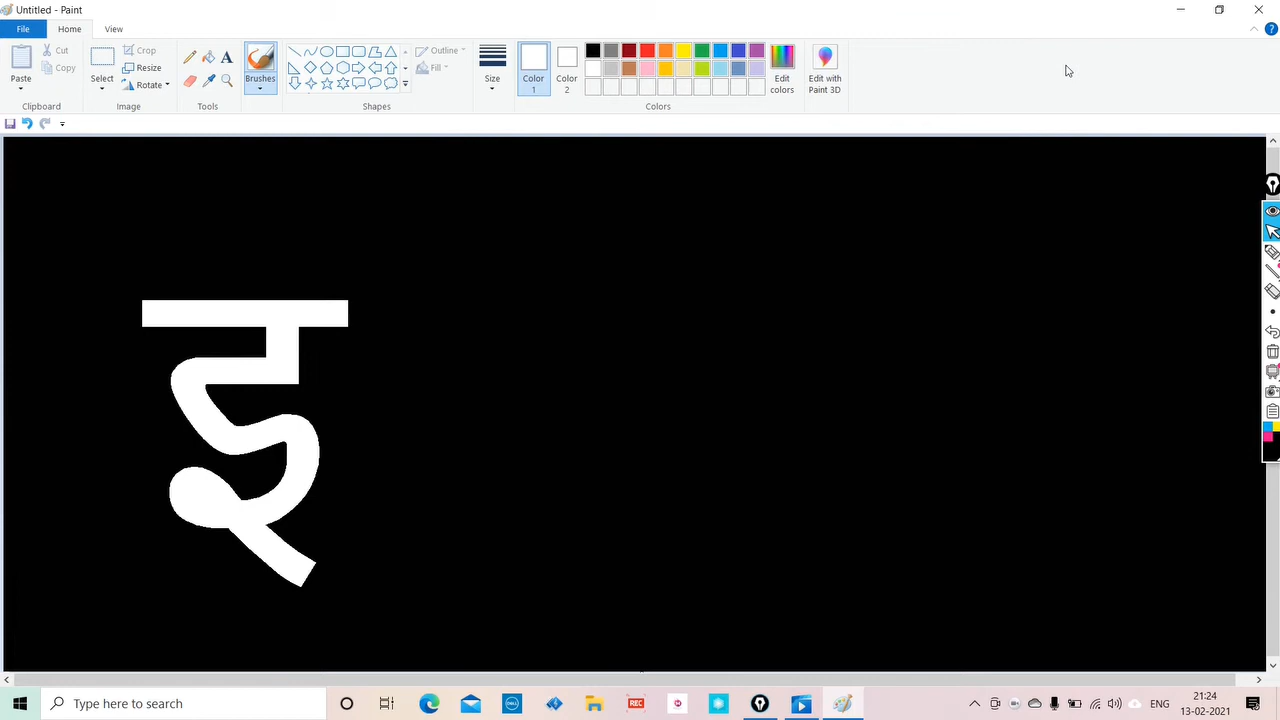 Untitled - Paint
File
Home
View
Paste
Cut
Copy
Clipboard
Select
Crop
Resize
Rotate
Image
Tools
Brushes
Outline
Fill
Shapes
Size
Color 1
Color 2
Colors
Edit colors
Edit with Paint 3D
इ
Type here to search
DELL
REC
ENG
21:24
13-02-2021